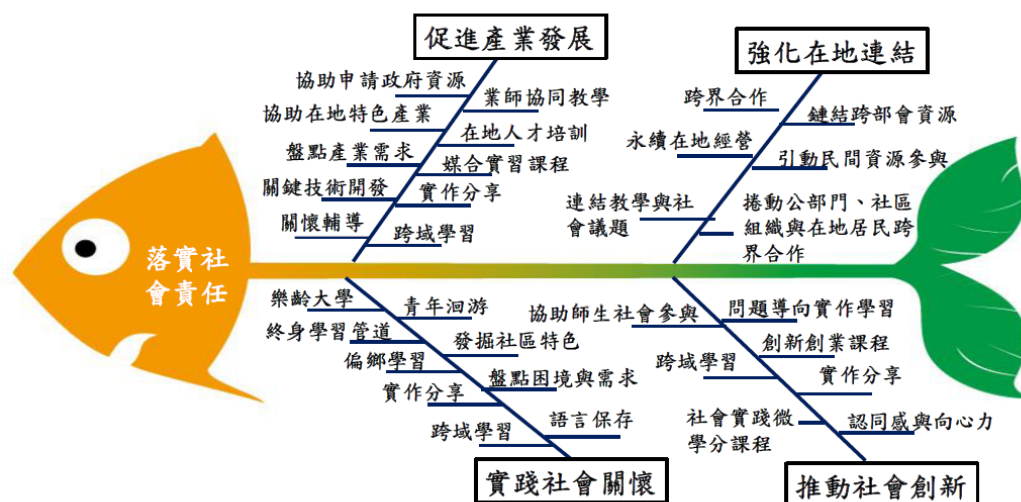 促進產業發展
協助申請政府資源
業師協同教學
協助在地特色產業
在地人才培訓
盤點產業需求
媒合實習課程
關鍵技術開發
實作分享
關懷輔導
跨域學習
強化在地連結
跨界合作
鏈結跨部會資源
永續在地經營
引動民間資源參與
連結教學與社
會議題
捲動公部門、社區
組織與在地居民跨
界合作
落實社
會責任
樂齡大學
青年洄游
終身學習管道
發掘社區特色
偏鄉學習
盤點困境與需求
實作分享
語言保存
跨域學習
實踐社會關懷
協助師生社會參與
問題導向實作學習
創新創業課程
跨域學習
實作分享
社會實踐微
學分課程
認同感與向心力
推動社會創新